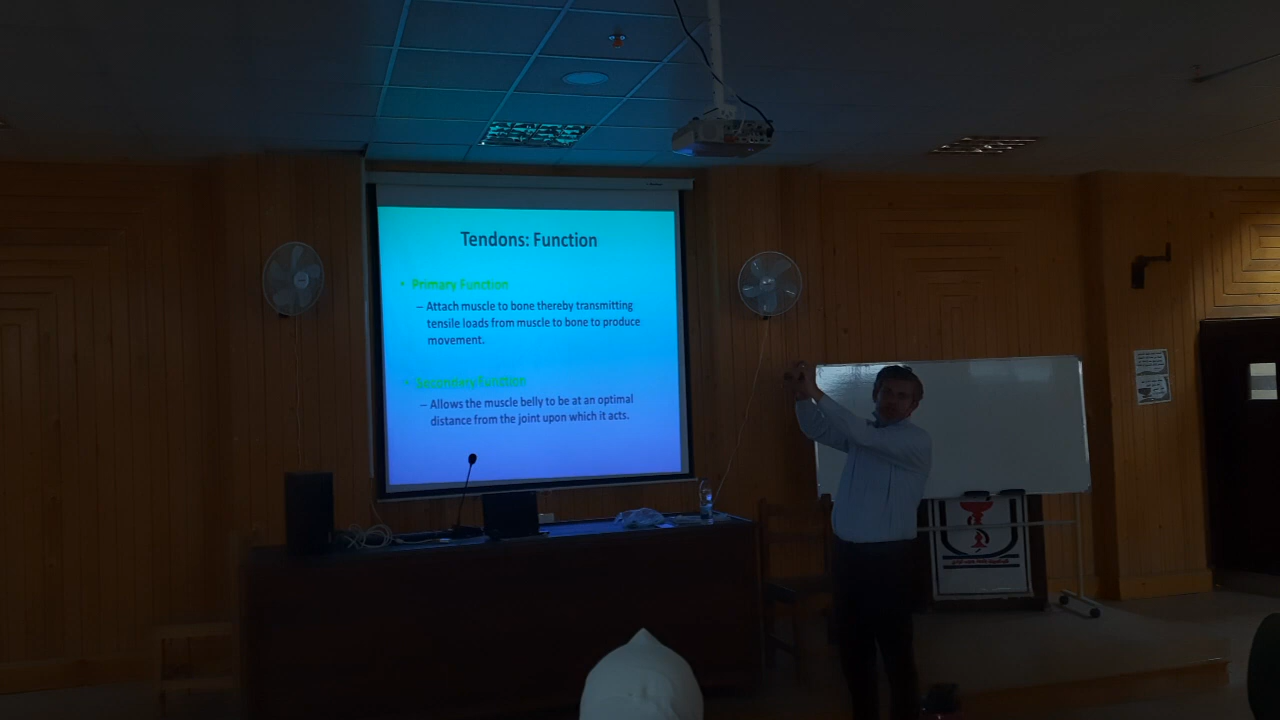 Tendons: Function
• Primary Function
– Attach muscle to bone thereby transmitting
tensile loads from muscle to bone to produce
movement.
– Secondary Function
– Allows the muscle belly to be at an optimal
distance from the joint upon which it acts.